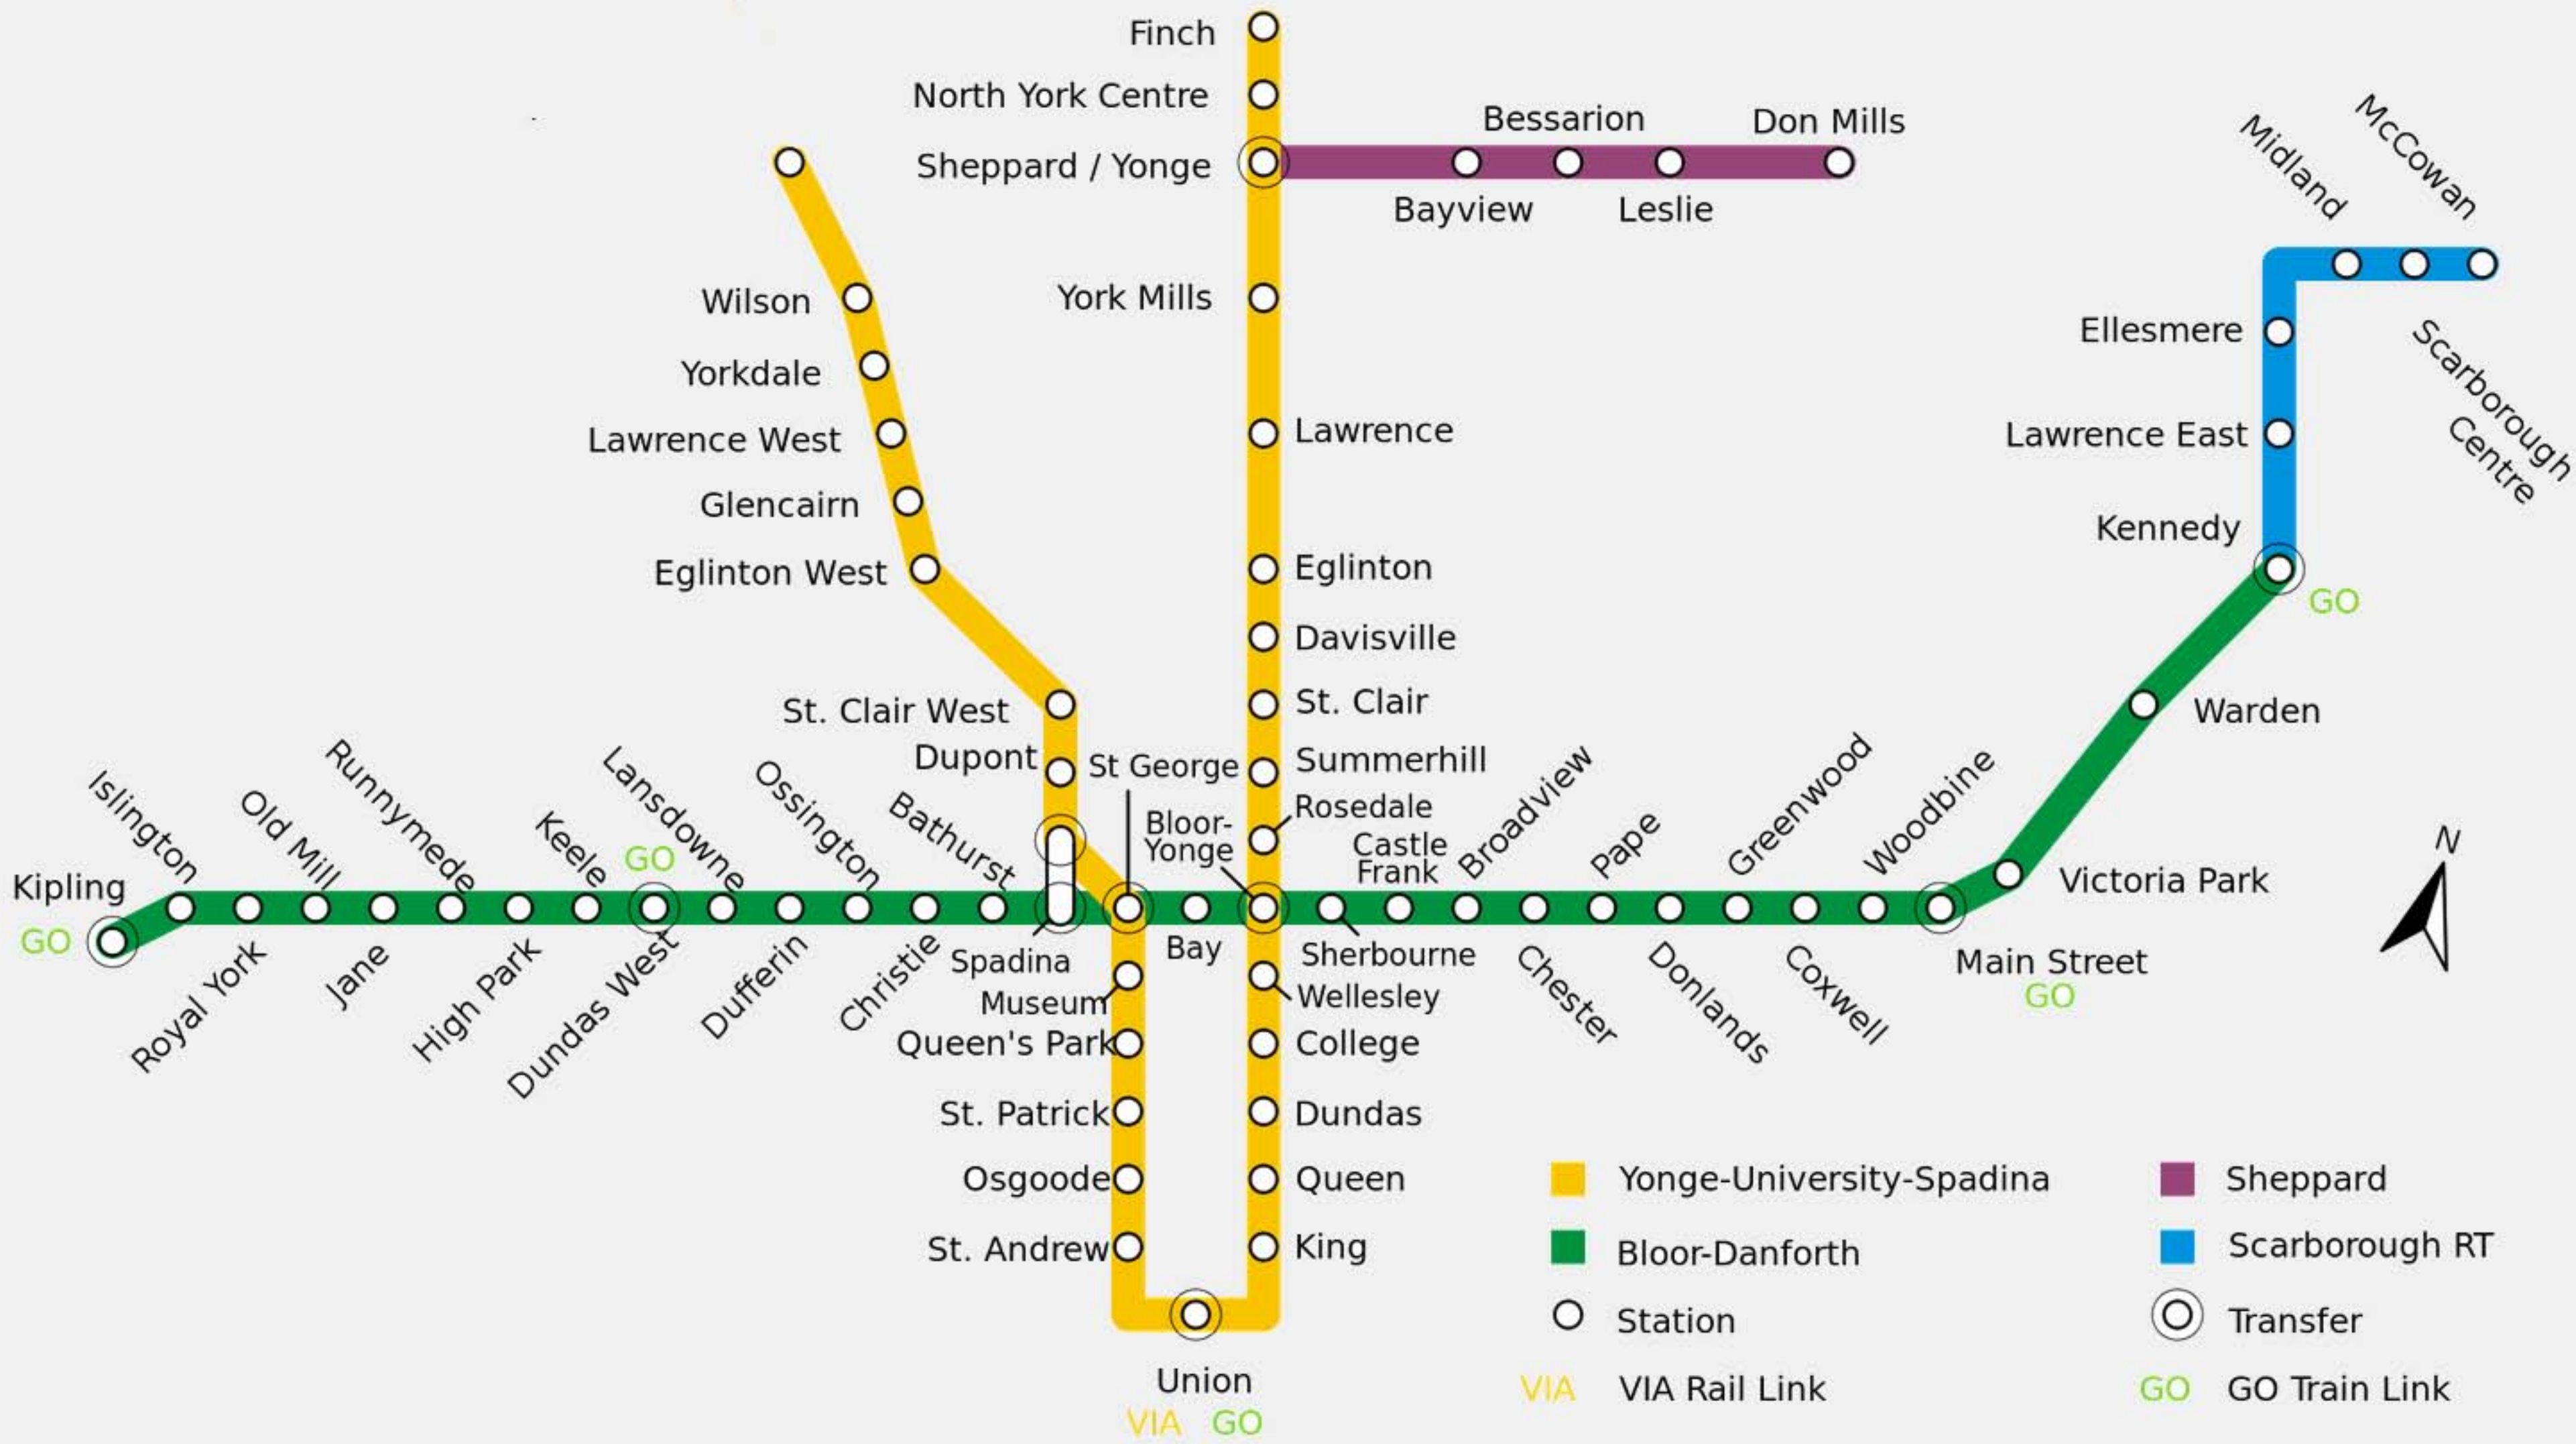 Finch
North York Centre
Sheppard / Yonge
Bessarion
Don Mills
Bayview
Leslie
Midland
McCowan
Scarborough
Centre
Wilson
Yorkdale
Lawrence West
Glencairn
Eglinton West
St. Clair West
Dupont
York Mills
Lawrence
Eglinton
Davisville
St. Clair
Summerhill
Rosedale
Ellesmere
Lawrence East
Kennedy
GO
Warden
Victoria Park
St George
Bloor-
Yonge
Castle
Frank
Broadview
Pape
Greenwood
Woodbine
Islington
Old Mill
Runnymede
Keele
GO
Lansdowne
Ossington
Bathurst
Kipling
GO
Royal York
Jane
High Park
Dundas West
Dufferin
Christie
Spadina
Bay
Sherbourne
Chester
Donlands
Coxwell
Main Street
GO
N
Museum
Queen's Park
St. Patrick
Osgoode
St. Andrew
Wellesley
College
Dundas
Queen
King
Union
VIA GO
Yonge-University-Spadina
Bloor-Danforth
Station
VIA VIA Rail Link
Sheppard
Scarborough RT
Transfer
GO GO Train Link